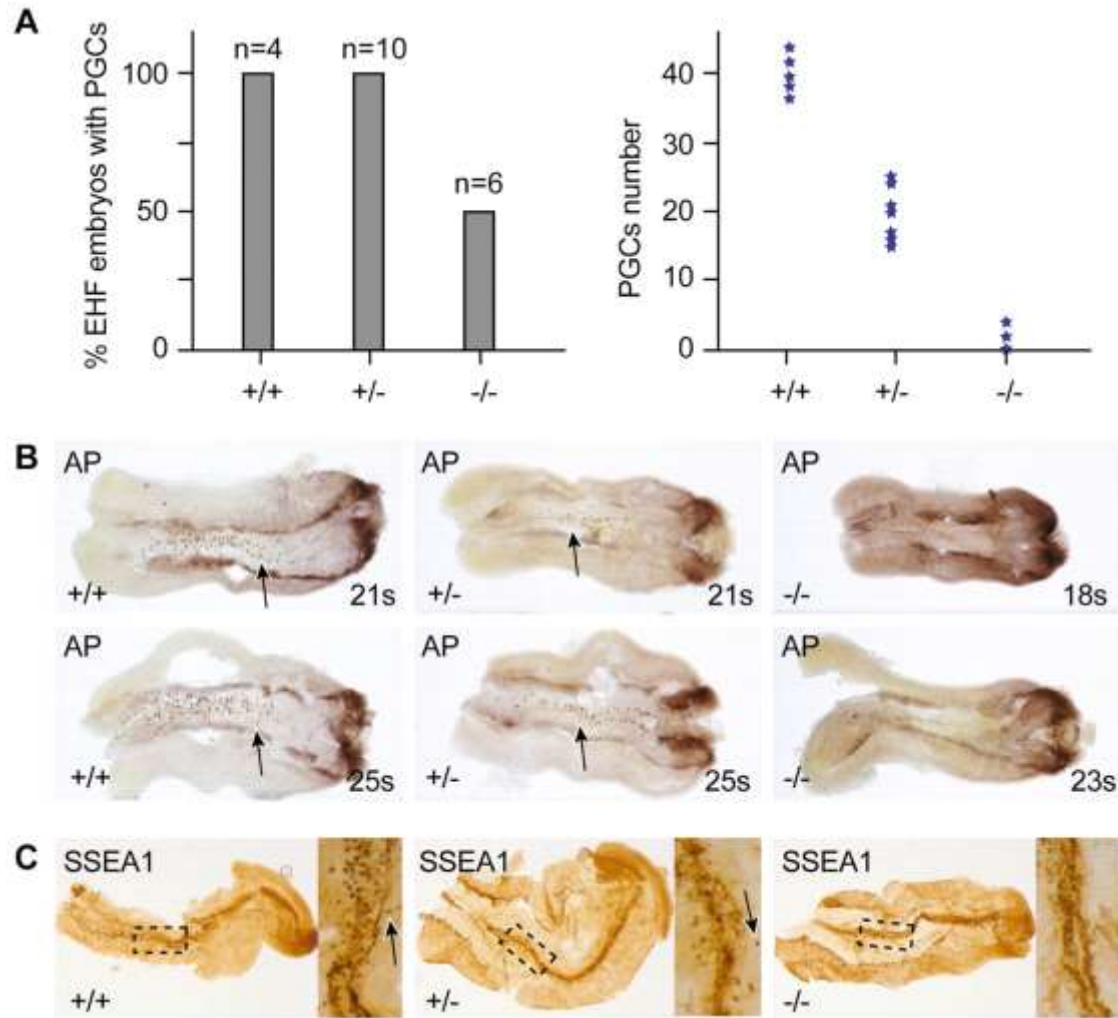 A
% EHF embryos with PGCs
100
50
0
n=4
n=10
n=6
+/+
+/-
-/-
PGCs number
40
30
20
10
0
+/+
+/-
-/-
B
AP
+/+
21s
AP
+/-
21s
AP
-/-
18s
AP
+/+
25s
AP
+/-
25s
AP
-/-
23s
C
SSEA1
+/+
SSEA1
+/-
SSEA1
-/-